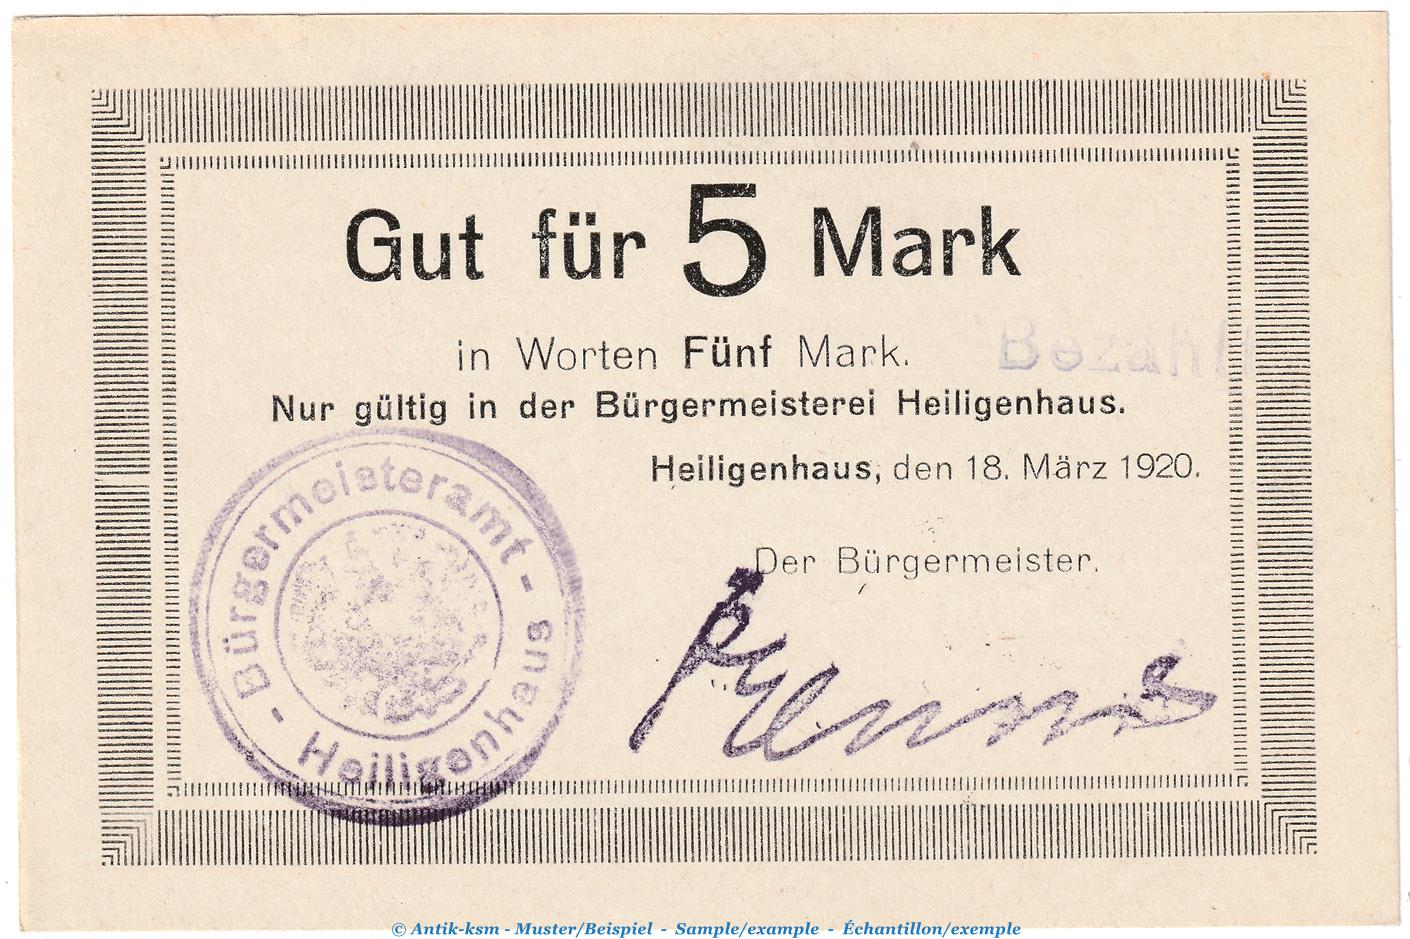 Gut für 5 Mark
in Worten Fünf Mark.
Bezahlt
Nur gültig in der Bürgermeisterei Heiligenhaus.
Heiligenhaus, den 18. März 1920.
Der Bürgermeister.
- Bürgermeisteramt -
Heiligenhaus
© Antik-ksm - Muster/Beispiel - Sample/example - Échantillon/exemple